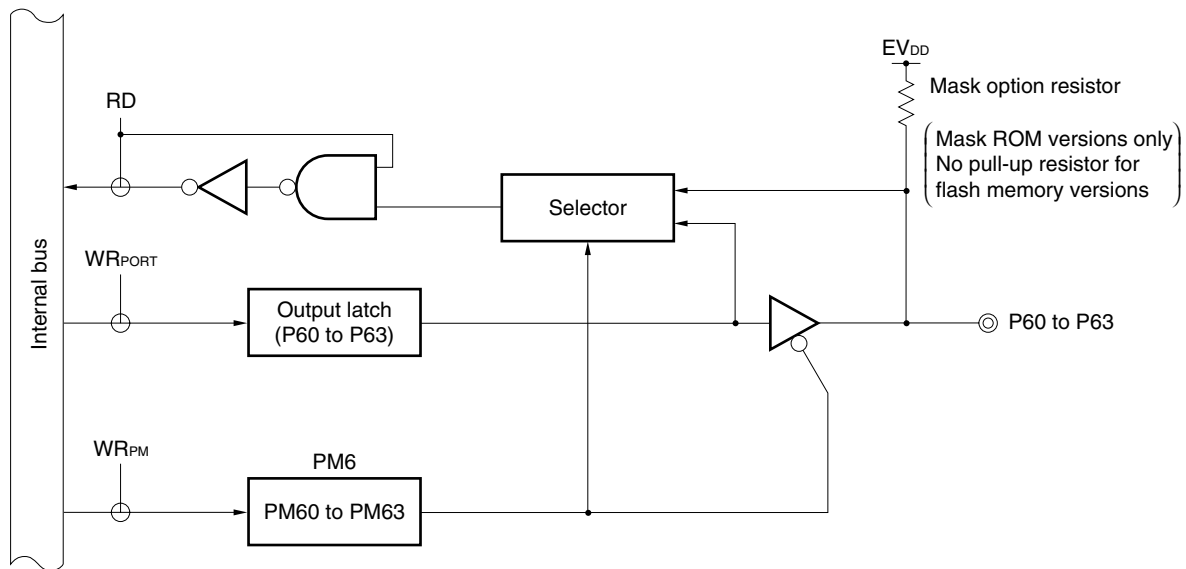 EVDD
Mask option resistor
Mask ROM versions only
No pull-up resistor for
flash memory versions
RD
Selector
Internal bus
WRPORT
Output latch
(P60 to P63)
P60 to P63
WRPM
PM6
PM60 to PM63